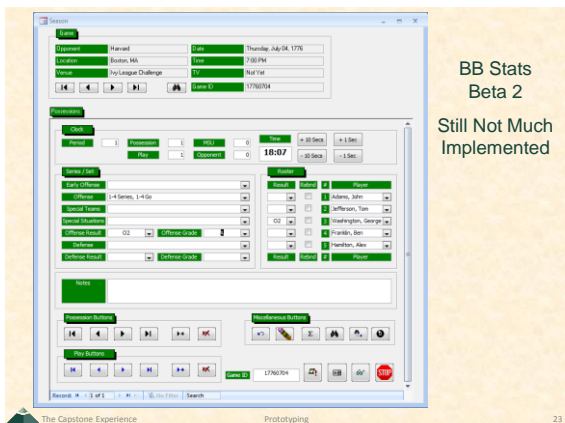 Season
Game
Opponent Harvard Date Thursday, July 04, 1776
Location Boston, MA Time 7:00 PM
Venue Ivy League Challenge TV Not Yet
Game ID 17760704
Possessions
Clock
Period 1 Possession 1 MSU 0 Time + 10 Secs + 1 Sec
Play 1 Opponent 0 18:07 - 10 Secs - 1 Sec
Series / Set Roster
Early Offense Result Rebnd # Player
Offense 1-4 Series, 1-4 Go 1 Adams, John
Special Teams 2 Jefferson, Tom
Special Situations O2 3 Washington, George
Offense Result O2 Offense Grade 4 Franklin, Ben
Defense 5 Hamilton, Alex
Defense Result Defense Grade Result Rebnd # Player
Notes
Possession Buttons Miscellaneous Buttons
Σ
Play Buttons
Game ID 17760704 STOP
Record: 1 of 1 No Filter Search
BB Stats
Beta 2
Still Not Much
Implemented
The Capstone Experience Prototyping 23